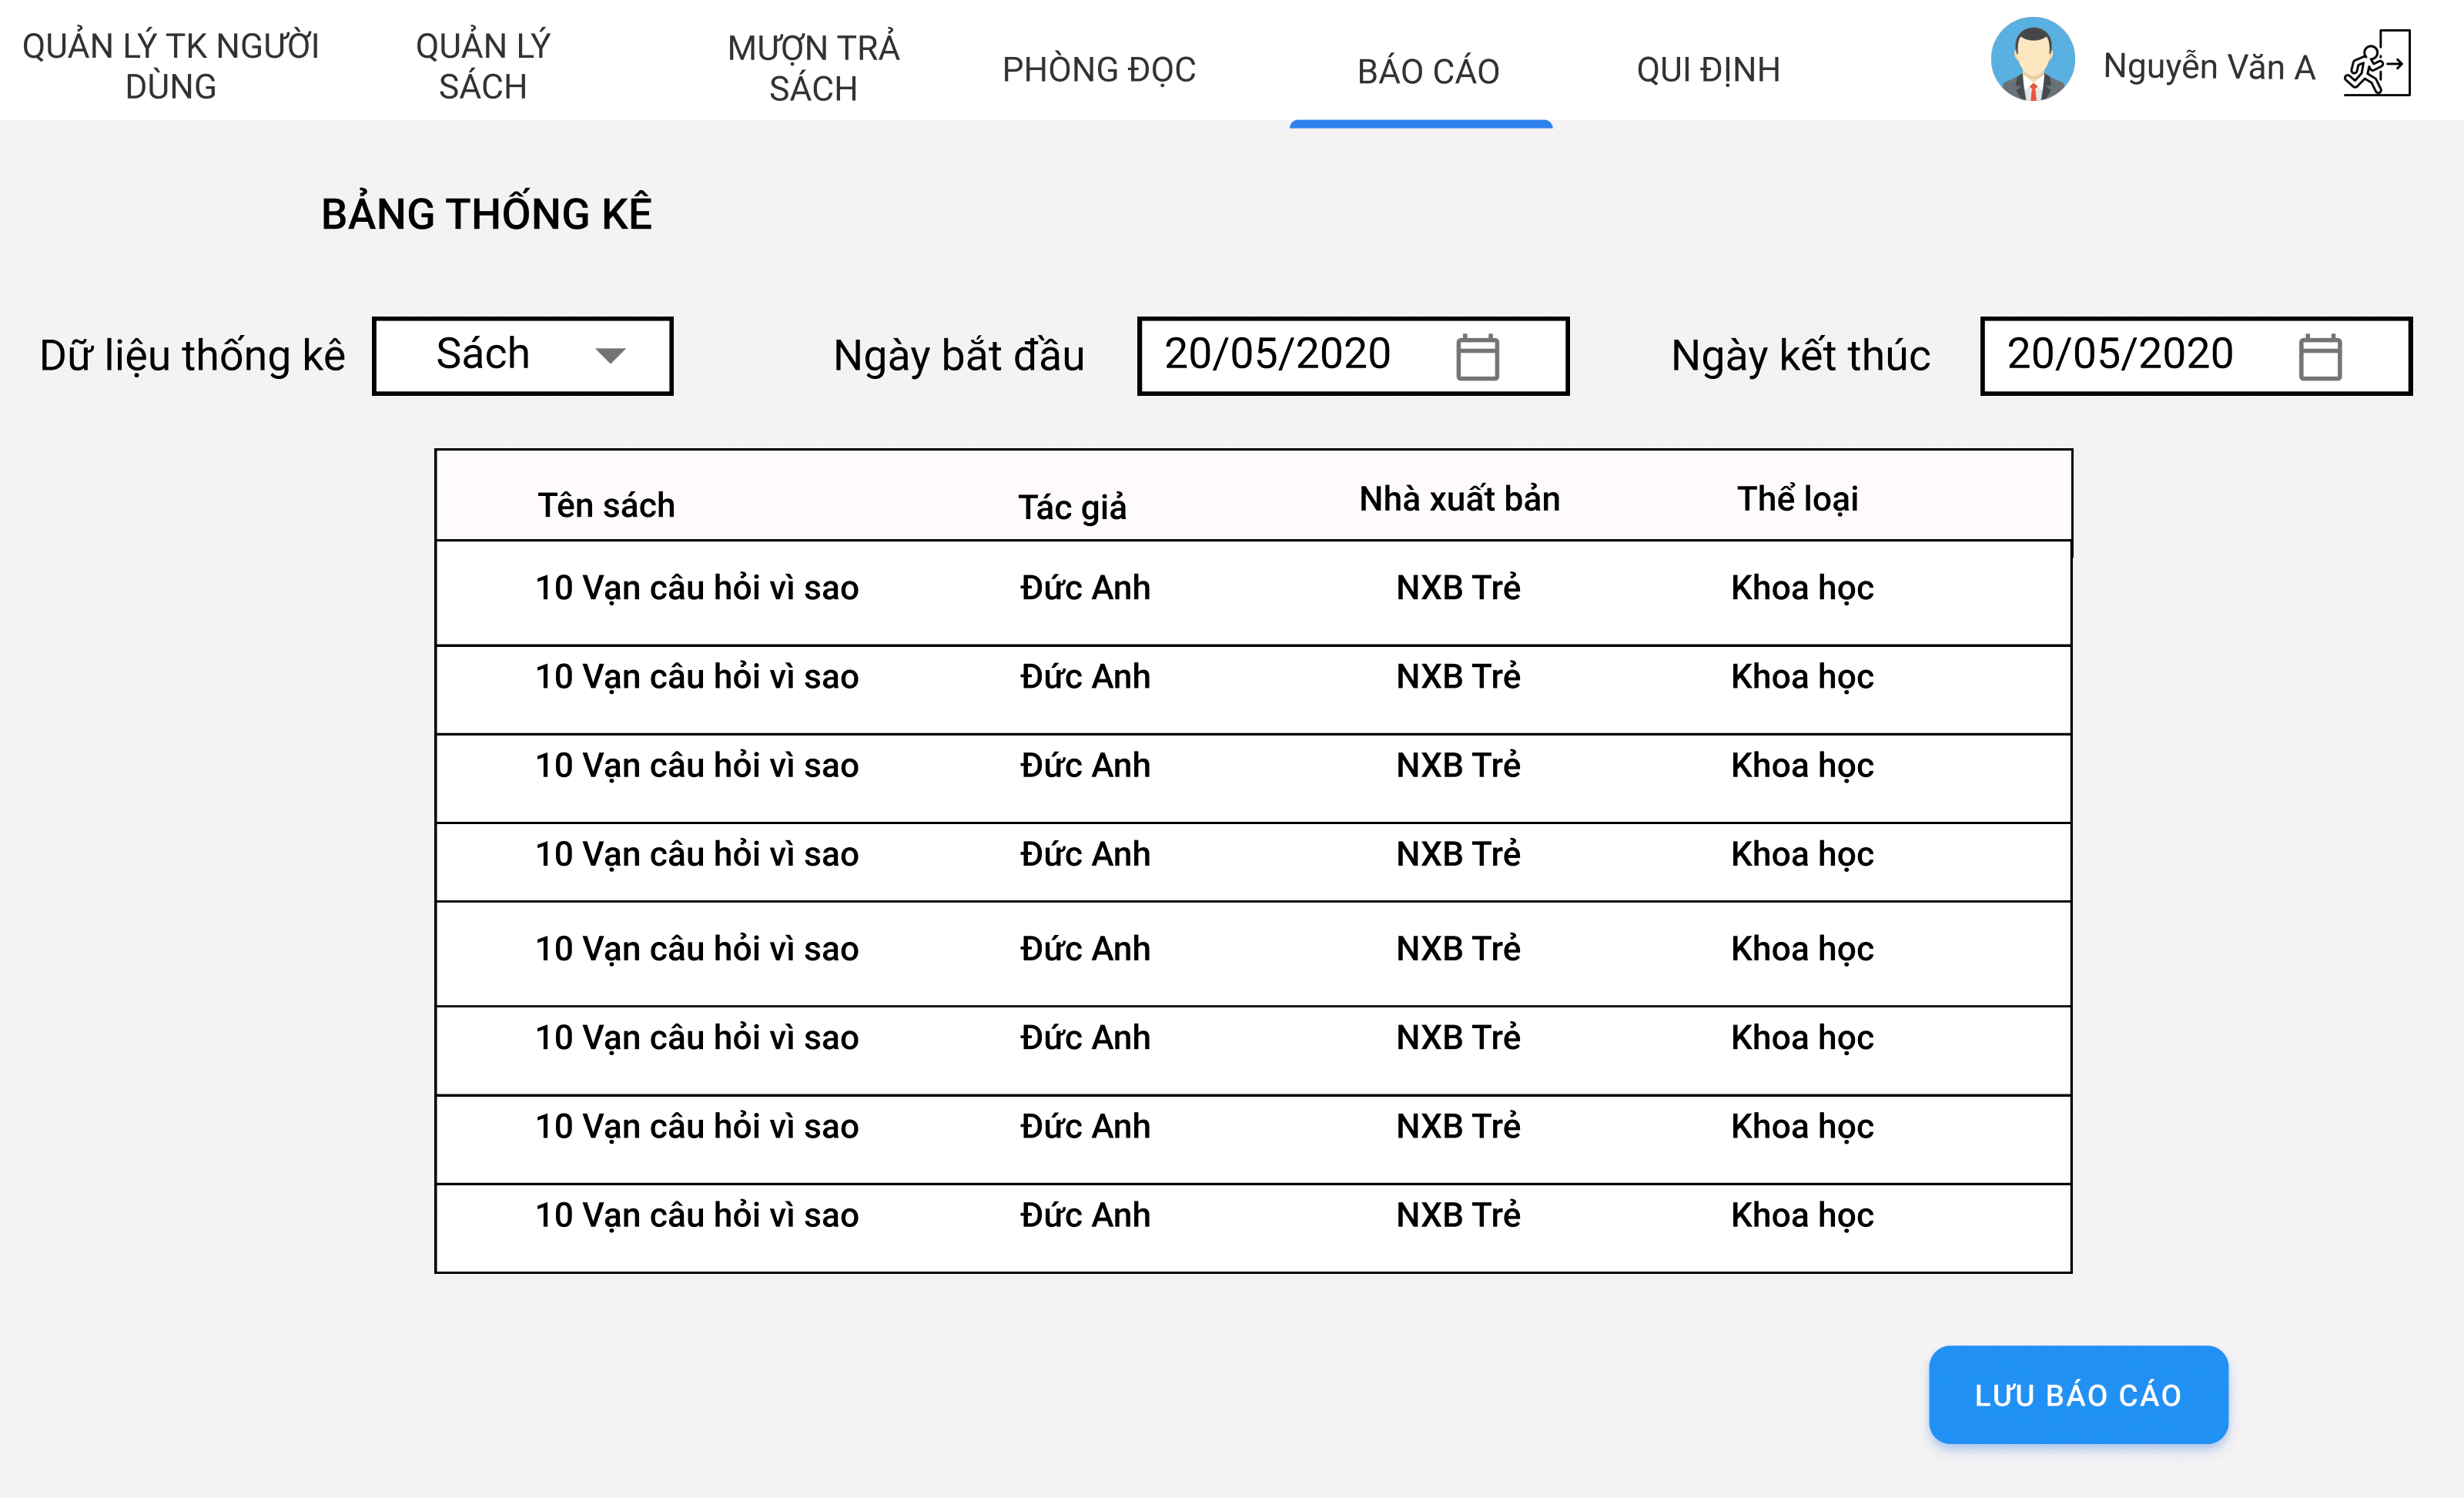 QUẢN LÝ TK NGƯỜI
DÙNG
QUẢN LÝ
SÁCH
MƯỢN TRẢ
SÁCH
PHÒNG ĐỌC
BÁO CÁO
QUI ĐỊNH
Nguyễn Văn A
BẢNG THỐNG KÊ
Dữ liệu thống kê Sách Ngày bắt đầu 20/05/2020 Ngày kết thúc 20/05/2020
Tên sách Tác giả Nhà xuất bản Thể loại
10 Vạn câu hỏi vì sao Đức Anh NXB Trẻ Khoa học
10 Vạn câu hỏi vì sao Đức Anh NXB Trẻ Khoa học
10 Vạn câu hỏi vì sao Đức Anh NXB Trẻ Khoa học
10 Vạn câu hỏi vì sao Đức Anh NXB Trẻ Khoa học
10 Vạn câu hỏi vì sao Đức Anh NXB Trẻ Khoa học
10 Vạn câu hỏi vì sao Đức Anh NXB Trẻ Khoa học
10 Vạn câu hỏi vì sao Đức Anh NXB Trẻ Khoa học
10 Vạn câu hỏi vì sao Đức Anh NXB Trẻ Khoa học
LƯU BÁO CÁO